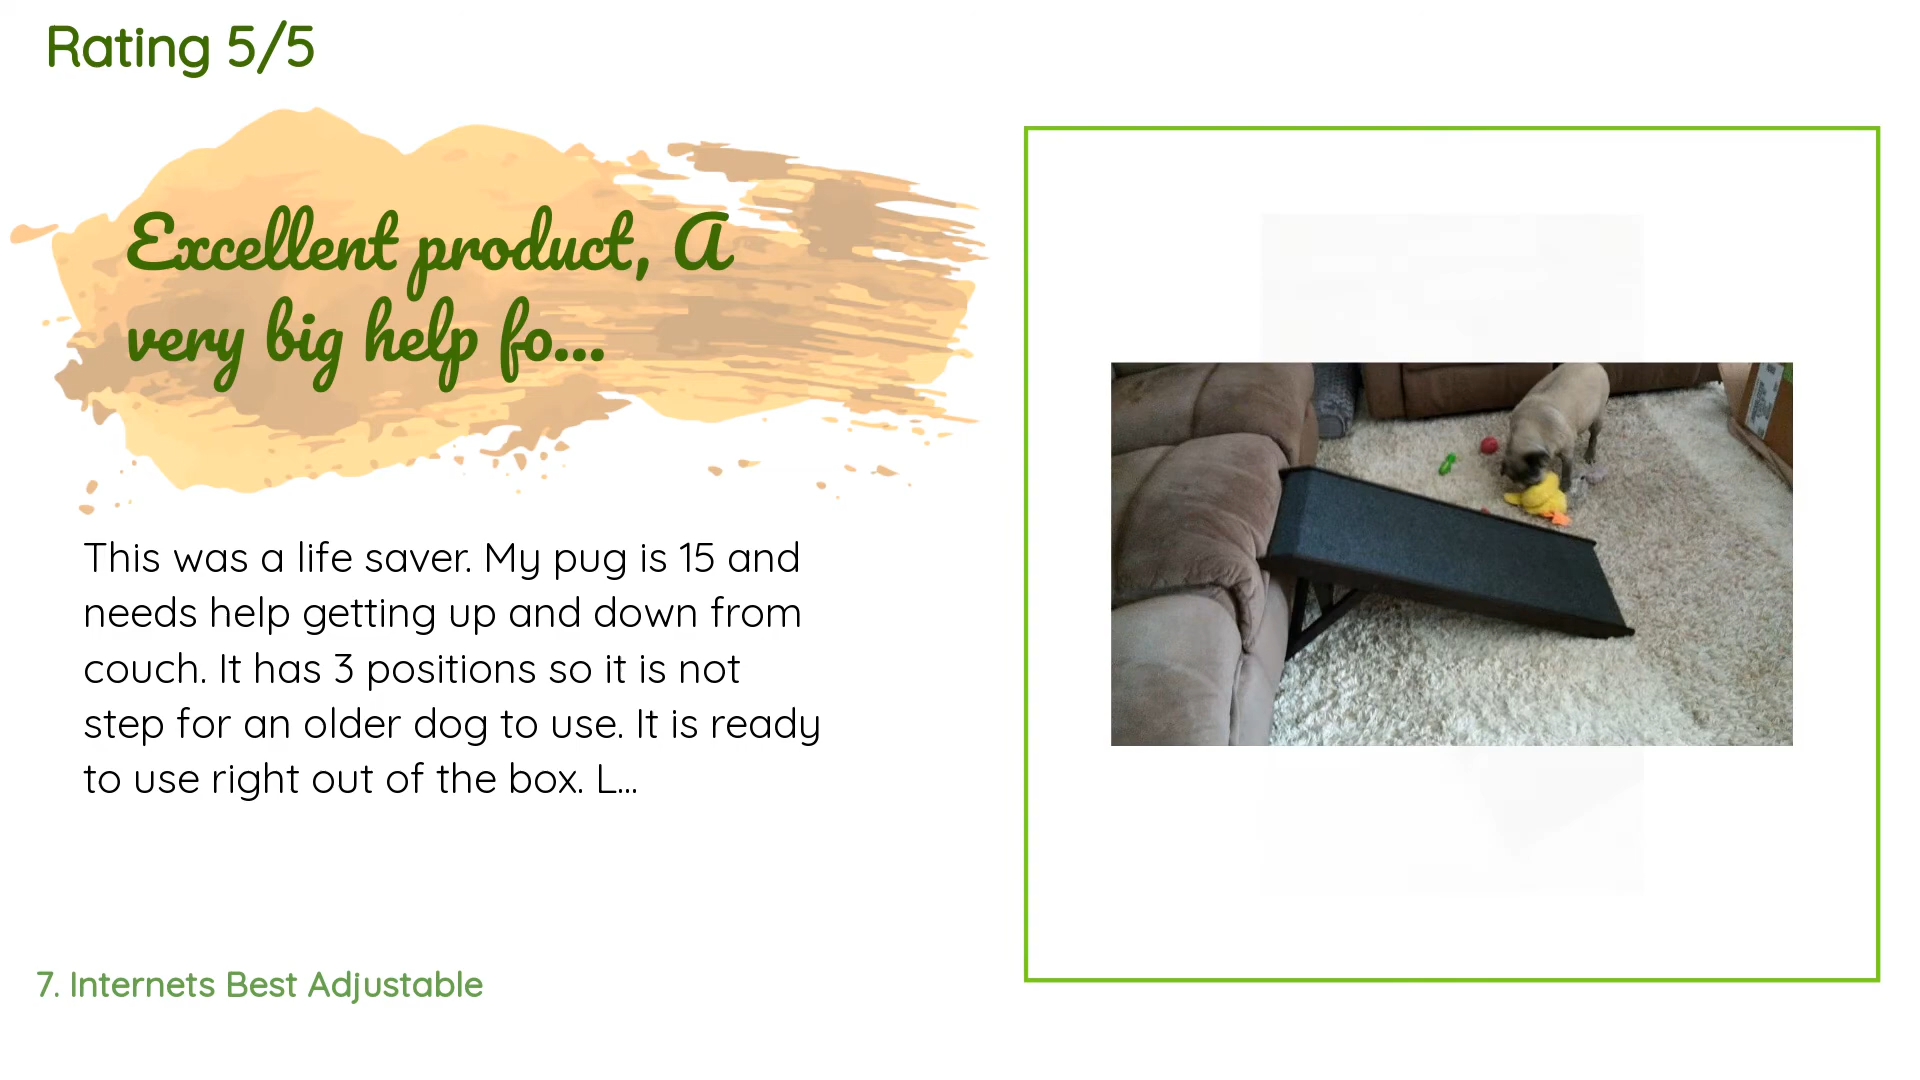 Rating 5/5
Excellent product, A
very big help fo...
This was a life saver. My pug is 15 and
needs help getting up and down from
couch. It has 3 positions so it is not
step for an older dog to use. It is ready
to use right out of the box. L...
7. Internets Best Adjustable